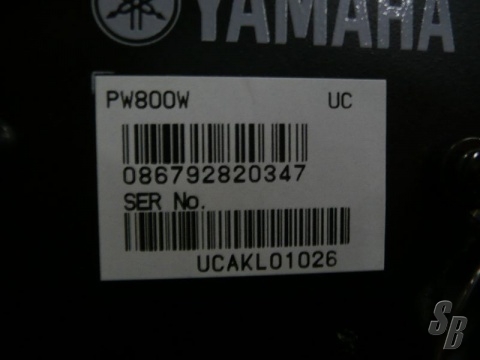 YAMAHA
PW800W UC
086792820347
SER No.
UCAKL01026
SB